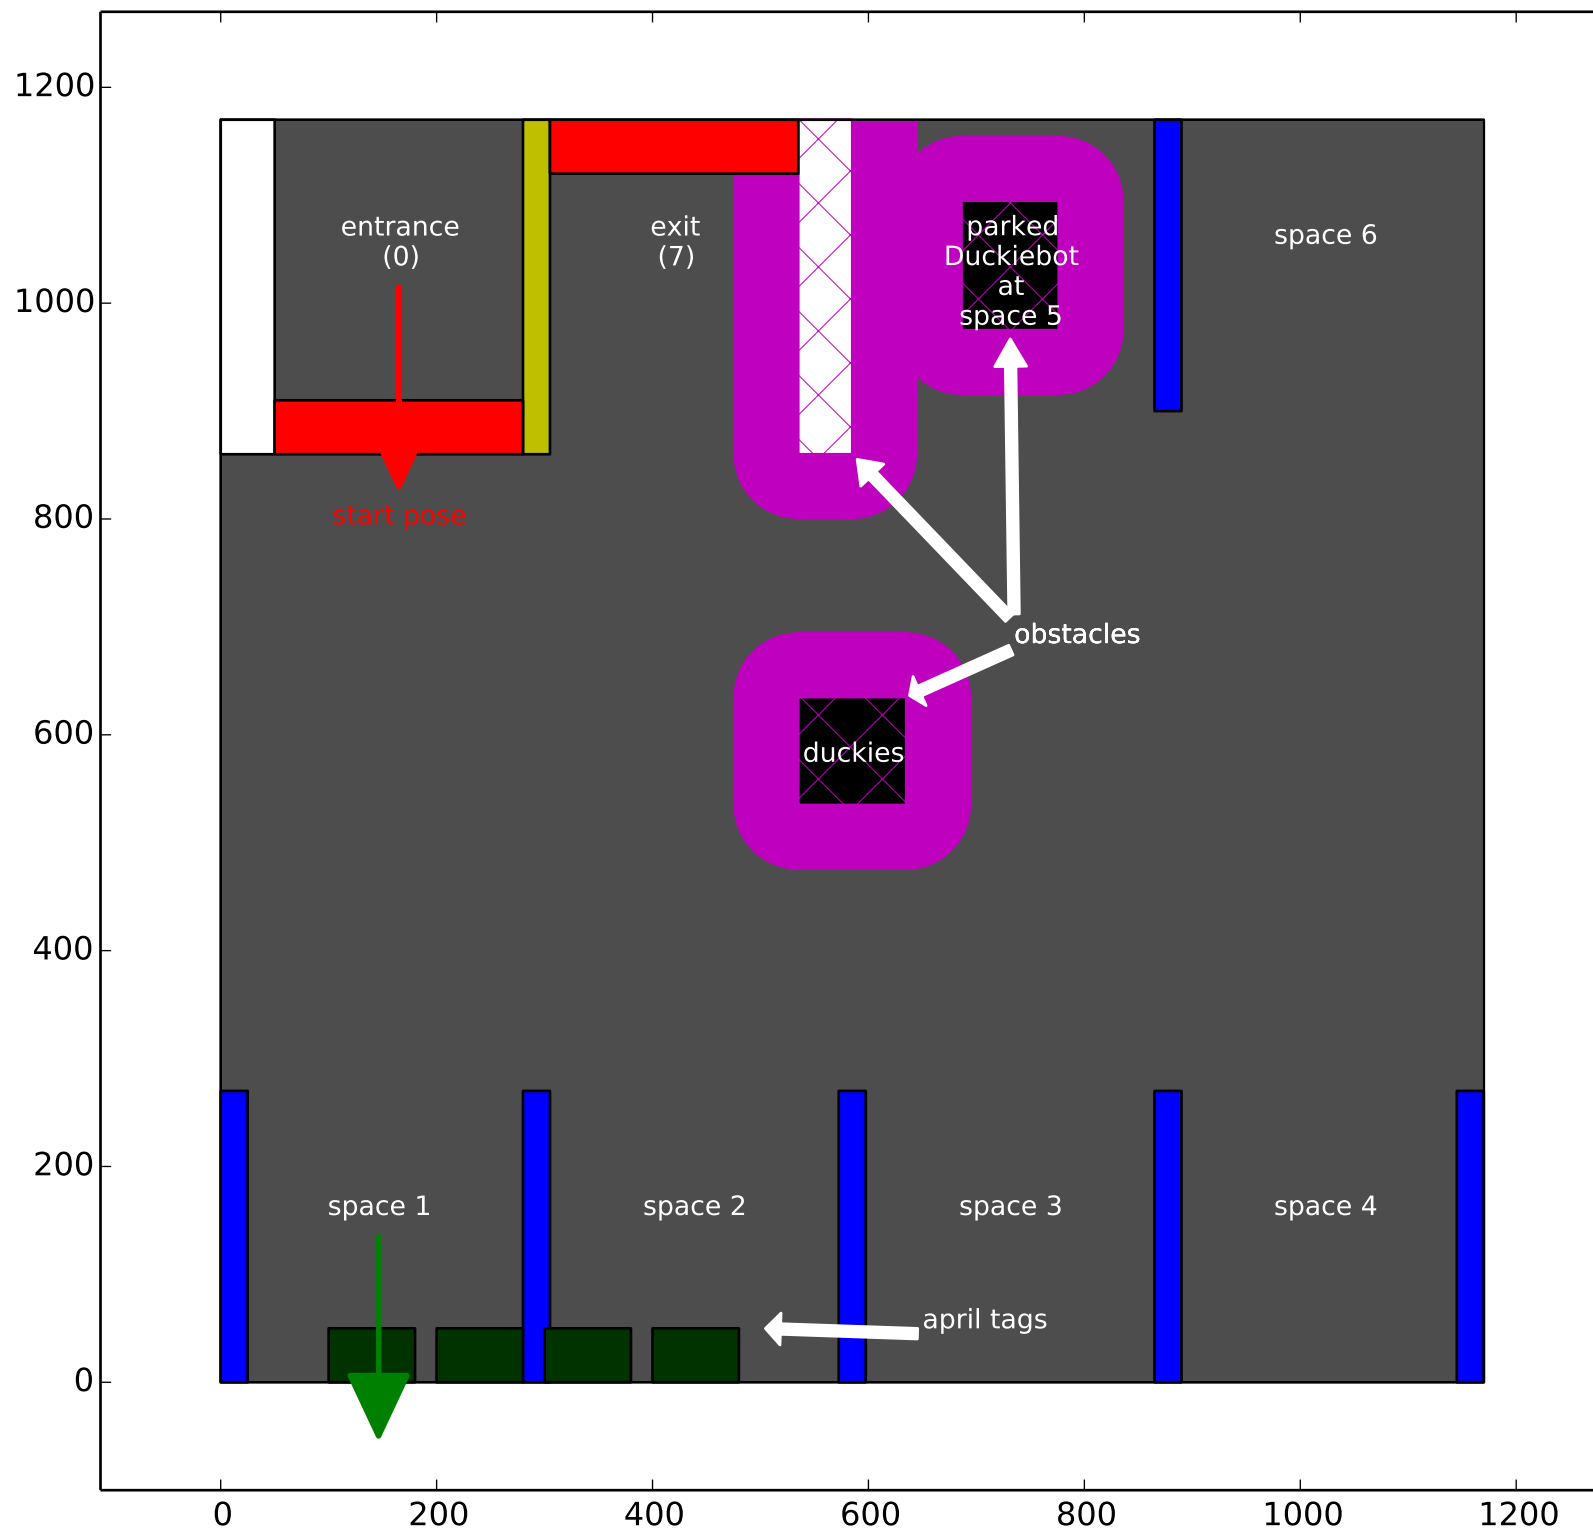 1200
1000
800
600
400
200
0
entrance
(0)
exit
(7)
parked
Duckiebot
at
space 5
space 6
start pose
obstacles
duckies
space 1
space 2
space 3
space 4
april tags
0
200
400
600
800
1000
1200